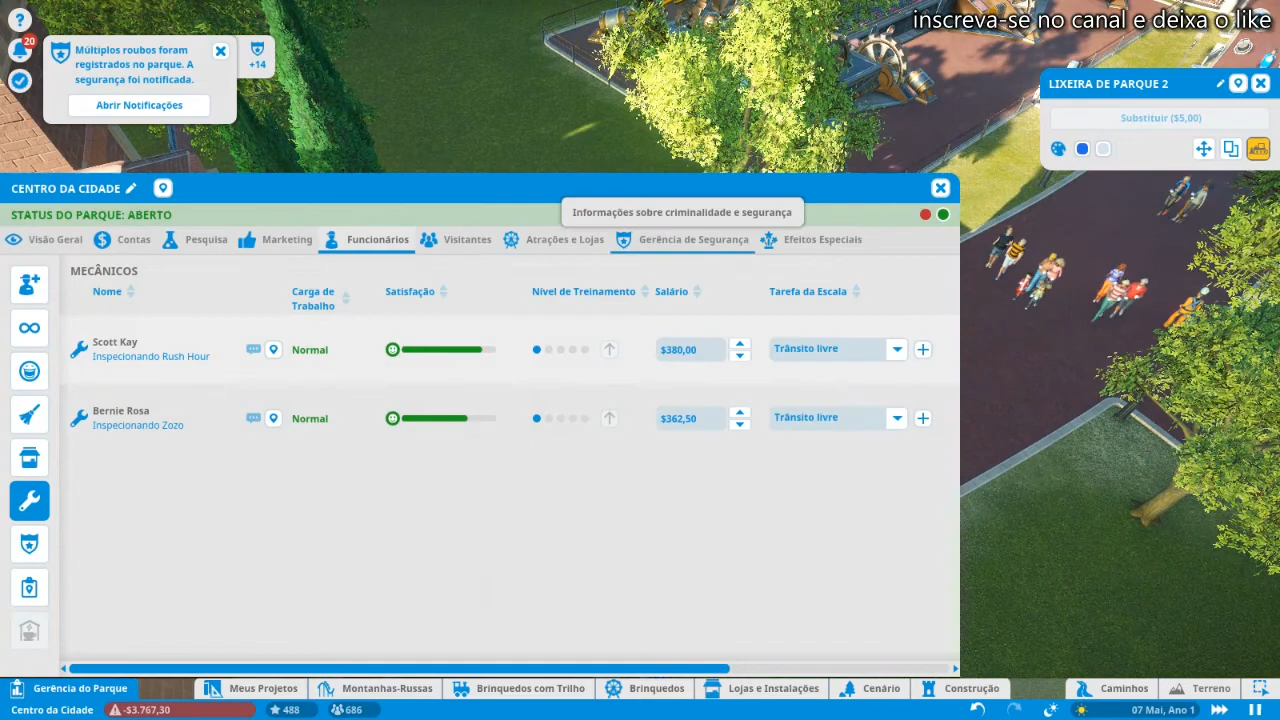 inscreva-se no canal e deixa o like
?
20
Múltiplos roubos foram
registrados no parque. A
segurança foi notificada.
+14
Abrir Notificações
LIXEIRA DE PARQUE 2
Substituir ($5,00)
CENTRO DA CIDADE
STATUS DO PARQUE: ABERTO
Informações sobre criminalidade e segurança
Visão Geral
Contas
Pesquisa
Marketing
Funcionários
Visitantes
Atrações e Lojas
Gerência de Segurança
Efeitos Especiais
MECÂNICOS
Nome
Carga de
Trabalho
Satisfação
Nível de Treinamento
Salário
Tarefa da Escala
Scott Kay
Inspecionando Rush Hour
Normal
$380,00
Trânsito livre
Bernie Rosa
Inspecionando Zozo
Normal
$362,50
Trânsito livre
Gerência do Parque
Meus Projetos
Montanhas-Russas
Brinquedos com Trilho
Brinquedos
Lojas e Instalações
Cenário
Construção
Caminhos
Terreno
Centro da Cidade
-$3.767,30
488
686
07 Mai, Ano 1